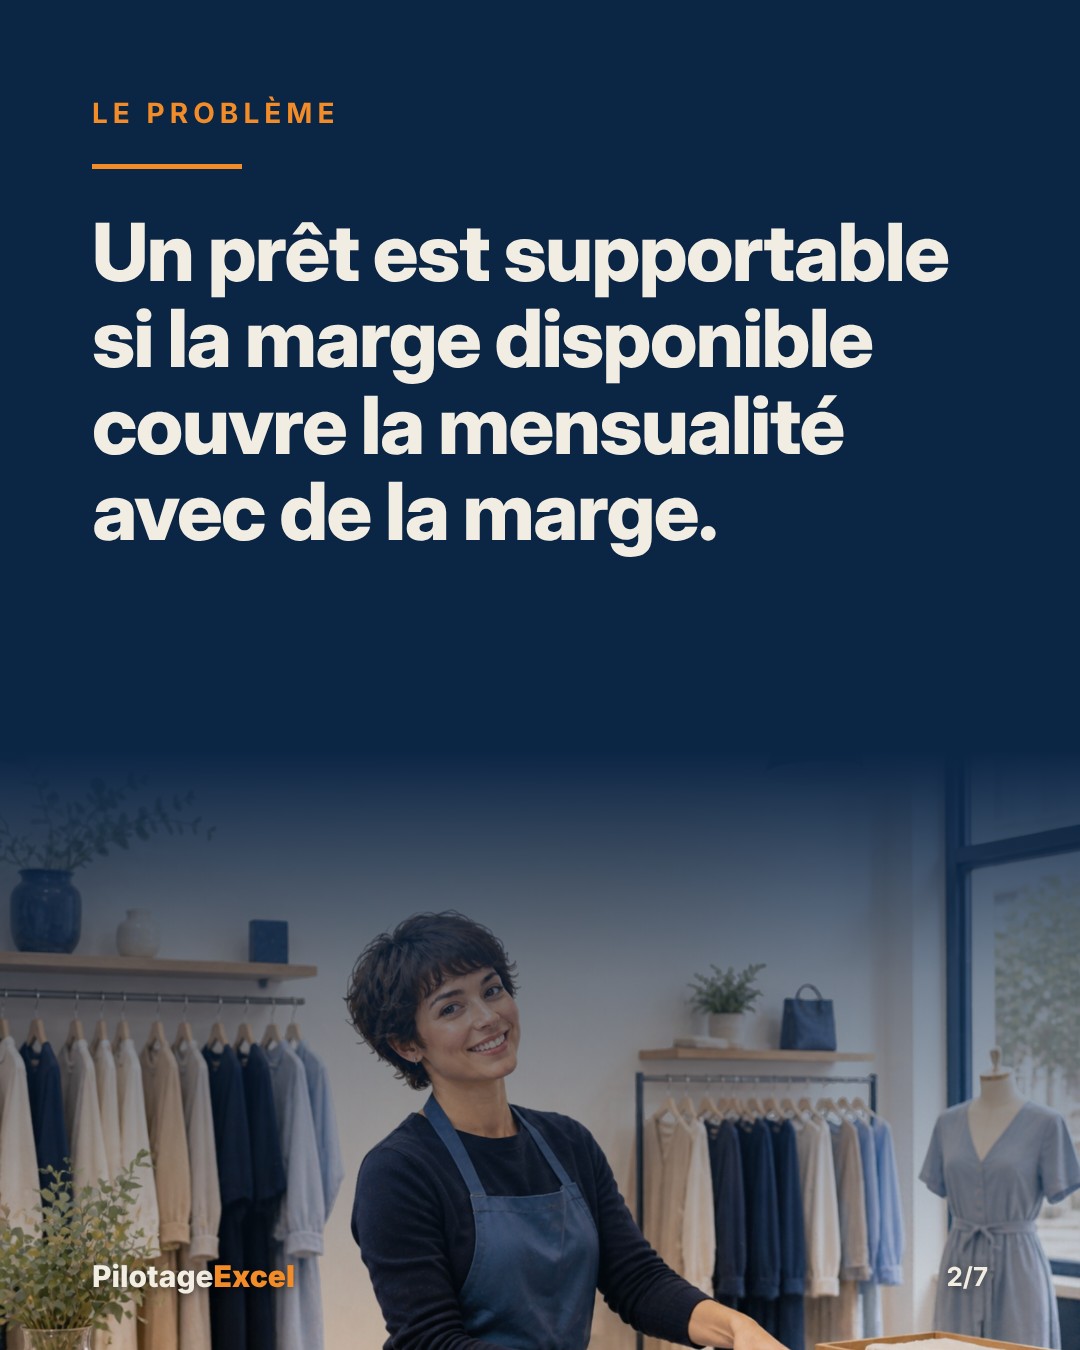 LE PROBLÈME
Un prêt est supportable
si la marge disponible
couvre la mensualité
avec de la marge.
PilotageExcel
2/7